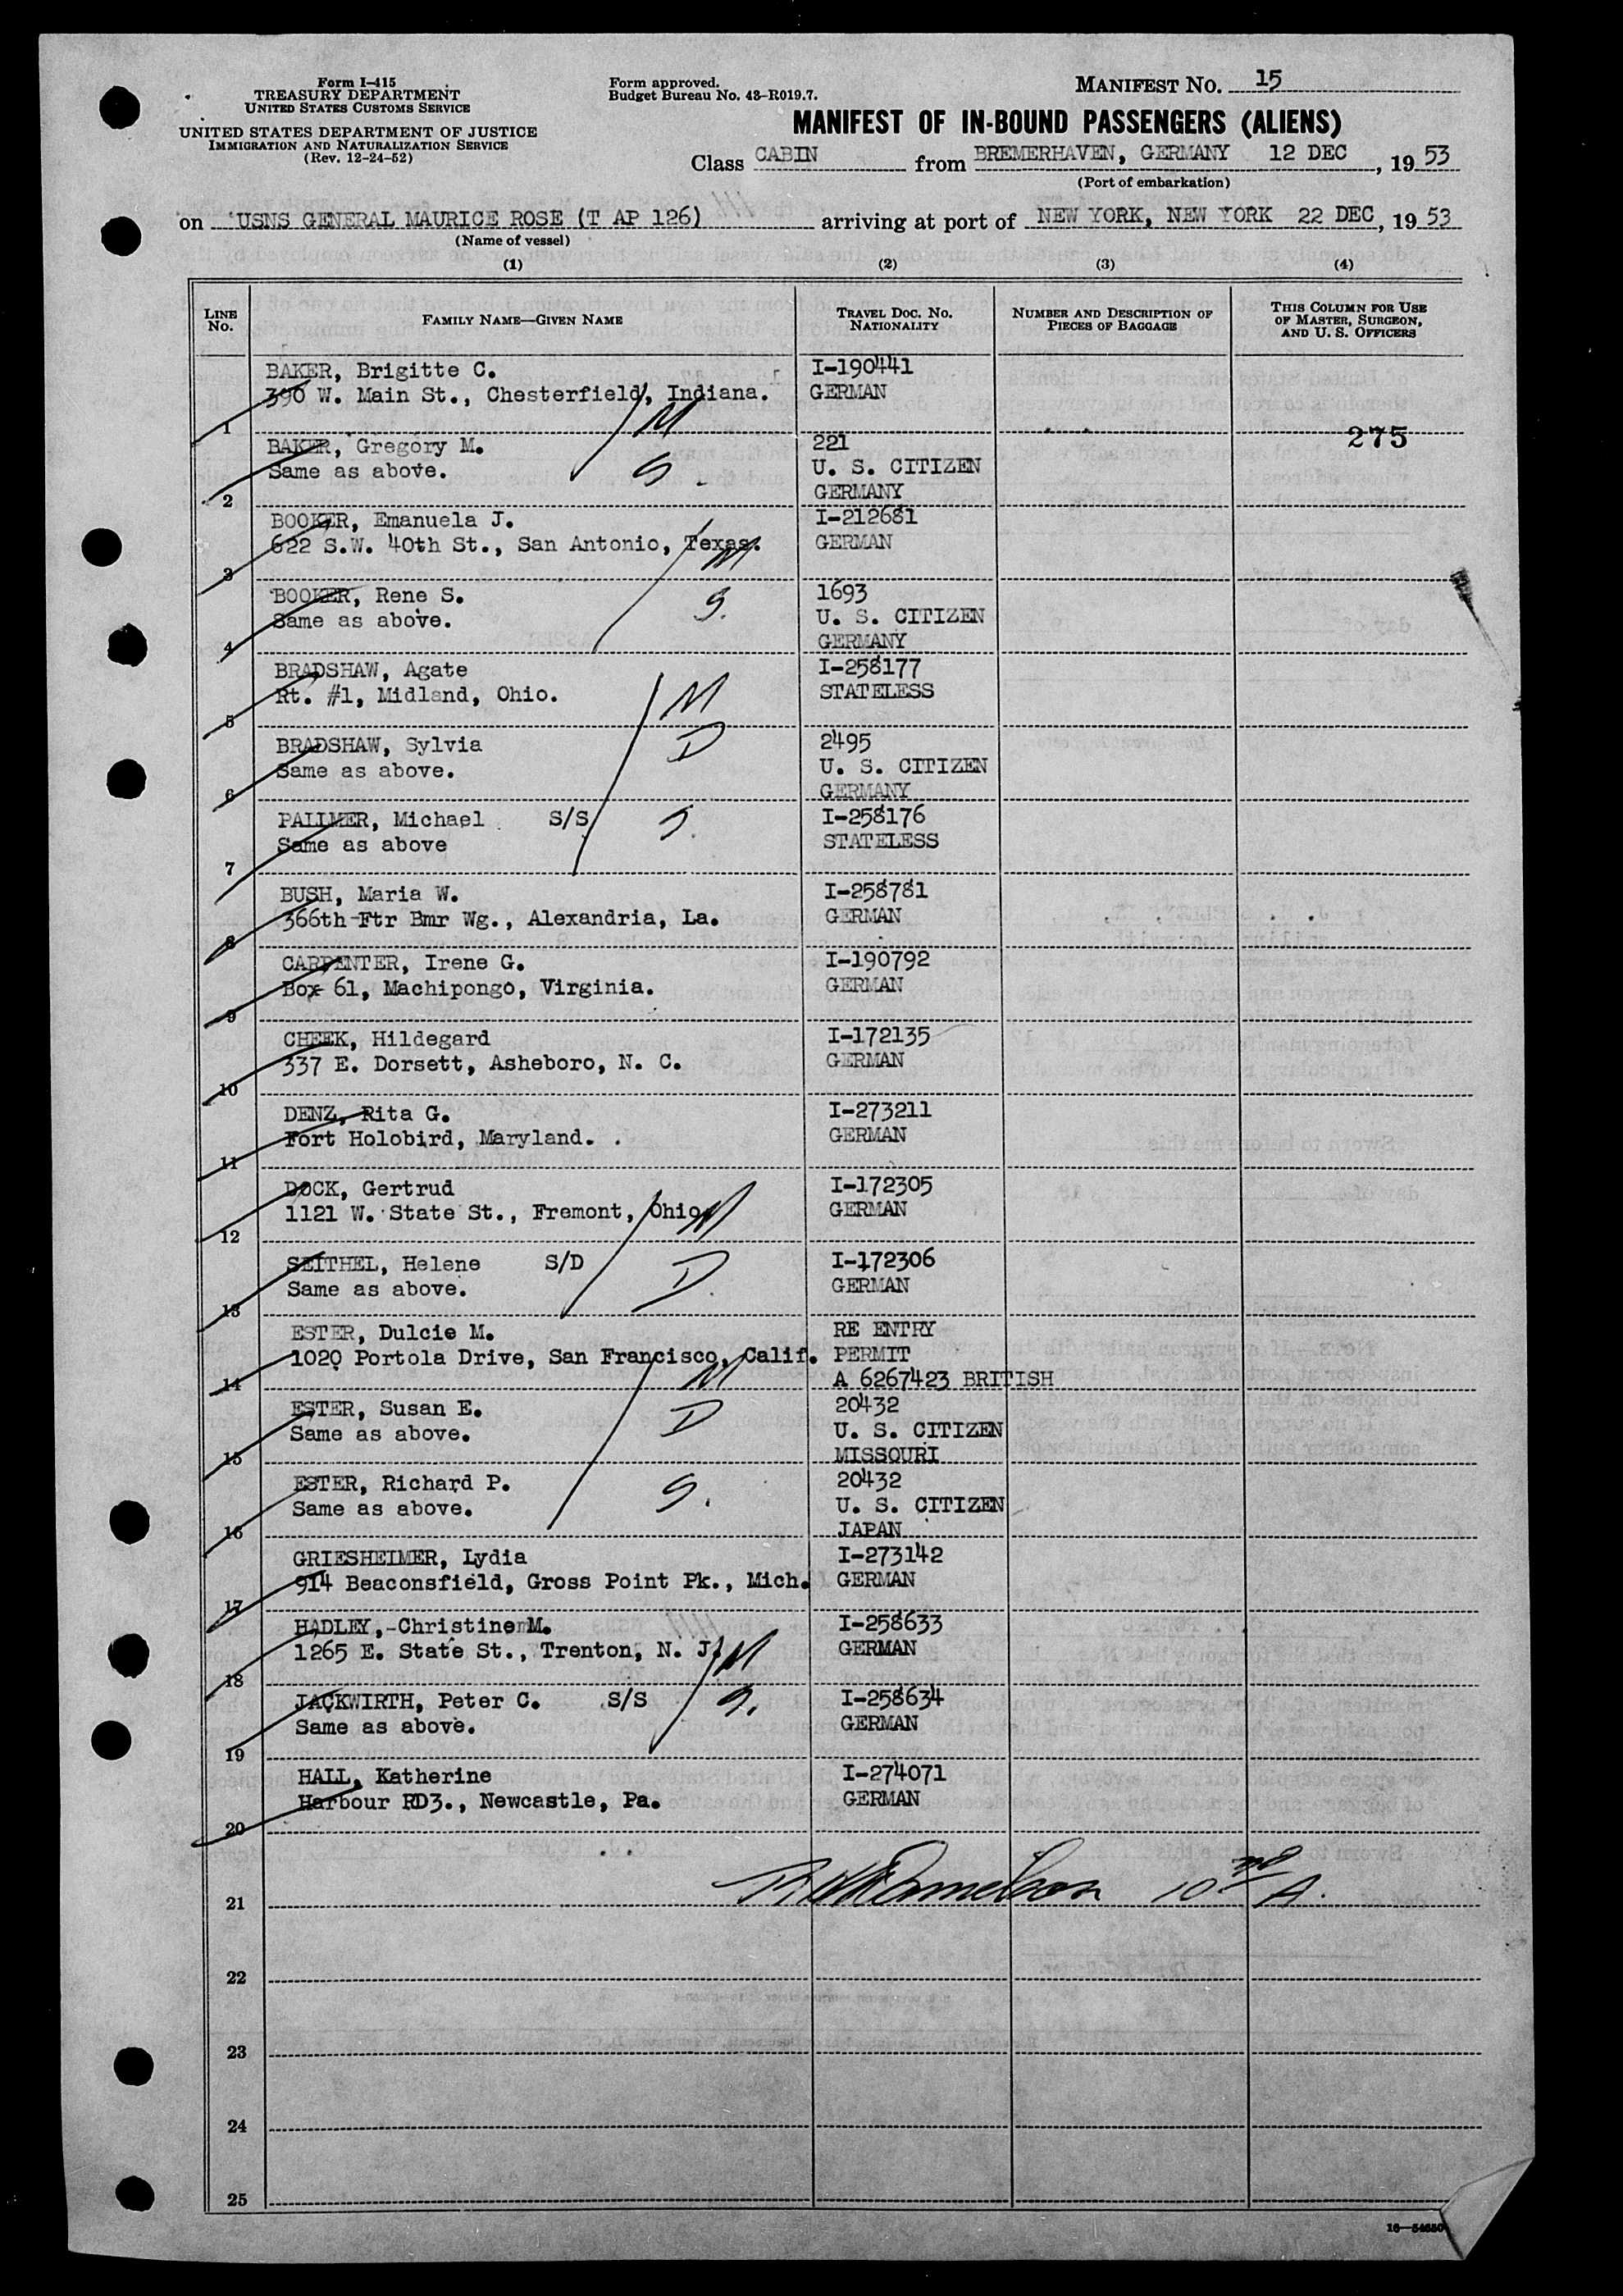 Form I-415
TREASURY DEPARTMENT
UNITED STATES CUSTOMS SERVICE
UNITED STATES DEPARTMENT OF JUSTICE
IMMIGRATION AND NATURALIZATION SERVICE
(Rev. 12-24-52)
Form approved.
Budget Bureau No. 43-R019.7.
MANIFEST NO. 15
MANIFEST OF IN-BOUND PASSENGERS (ALIENS)
Class CABIN from BREMERHAVEN, GERMANY 12 DEC, 19 53
(Port of embarkation)
on USNS GENERAL MAURICE ROSE (T AP 126) arriving at port of NEW YORK, NEW YORK 22 DEC, 19 53
(Name of vessel)
(1) (2) (3) (4)
LINE No.
FAMILY NAME—GIVEN NAME
TRAVEL DOC. NO. NATIONALITY
NUMBER AND DESCRIPTION OF PIECES OF BAGGAGE
THIS COLUMN FOR USE OF MASTER, SURGEON, AND U. S. OFFICERS
BAKER, Brigitte C. I-190441
390 W. Main St., Chesterfield, Indiana. GERMAN
1 M
275
BAKER, Gregory M. 221
Same as above. S. U. S. CITIZEN
2 GERMANY
BOOKER, Emanuela J. I-212681
622 S.W. 40th St., San Antonio, Texas. M GERMAN
3
BOOKER, Rene S. S. 1693
Same as above. U. S. CITIZEN
4 GERMANY
BRADSHAW, Agate I-258177
Rt. #1, Midland, Ohio. M STATELESS
5
BRADSHAW, Sylvia D 2495
Same as above. U. S. CITIZEN
6 GERMANY
PALLMER, Michael S/S S. I-258176
Same as above STATELESS
7
BUSH, Maria W. I-258781
366th Ftr Bmr Wg., Alexandria, La. GERMAN
8
CARPENTER, Irene G. I-190792
Box 61, Machipongo, Virginia. GERMAN
9
CHEEK, Hildegard I-172135
337 E. Dorsett, Asheboro, N. C. GERMAN
10
DENZ, Rita G. I-273211
Fort Holobird, Maryland. GERMAN
11
DOCK, Gertrud I-172305
1121 W. State St., Fremont, Ohio M GERMAN
12
SEITHEL, Helene S/D D. I-172306
Same as above. GERMAN
13
ESTER, Dulcie M. RE ENTRY
1020 Portola Drive, San Francisco, Calif. PERMIT
14 M A 6267423 BRITISH
ESTER, Susan E. D 20432
Same as above. U. S. CITIZEN
15 MISSOURI
ESTER, Richard P. S. 20432
Same as above. U. S. CITIZEN
16 JAPAN
GRIESHEIMER, Lydia I-273142
914 Beaconsfield, Gross Point Pk., Mich. GERMAN
17
HADLEY, Christine M. I-258633
1265 E. State St., Trenton, N. J. M GERMAN
18
JACKWIRTH, Peter C. S/S S. I-258634
Same as above. GERMAN
19
HALL, Katherine I-274071
Harbour RD3., Newcastle, Pa. GERMAN
20
21
22
23
24
25